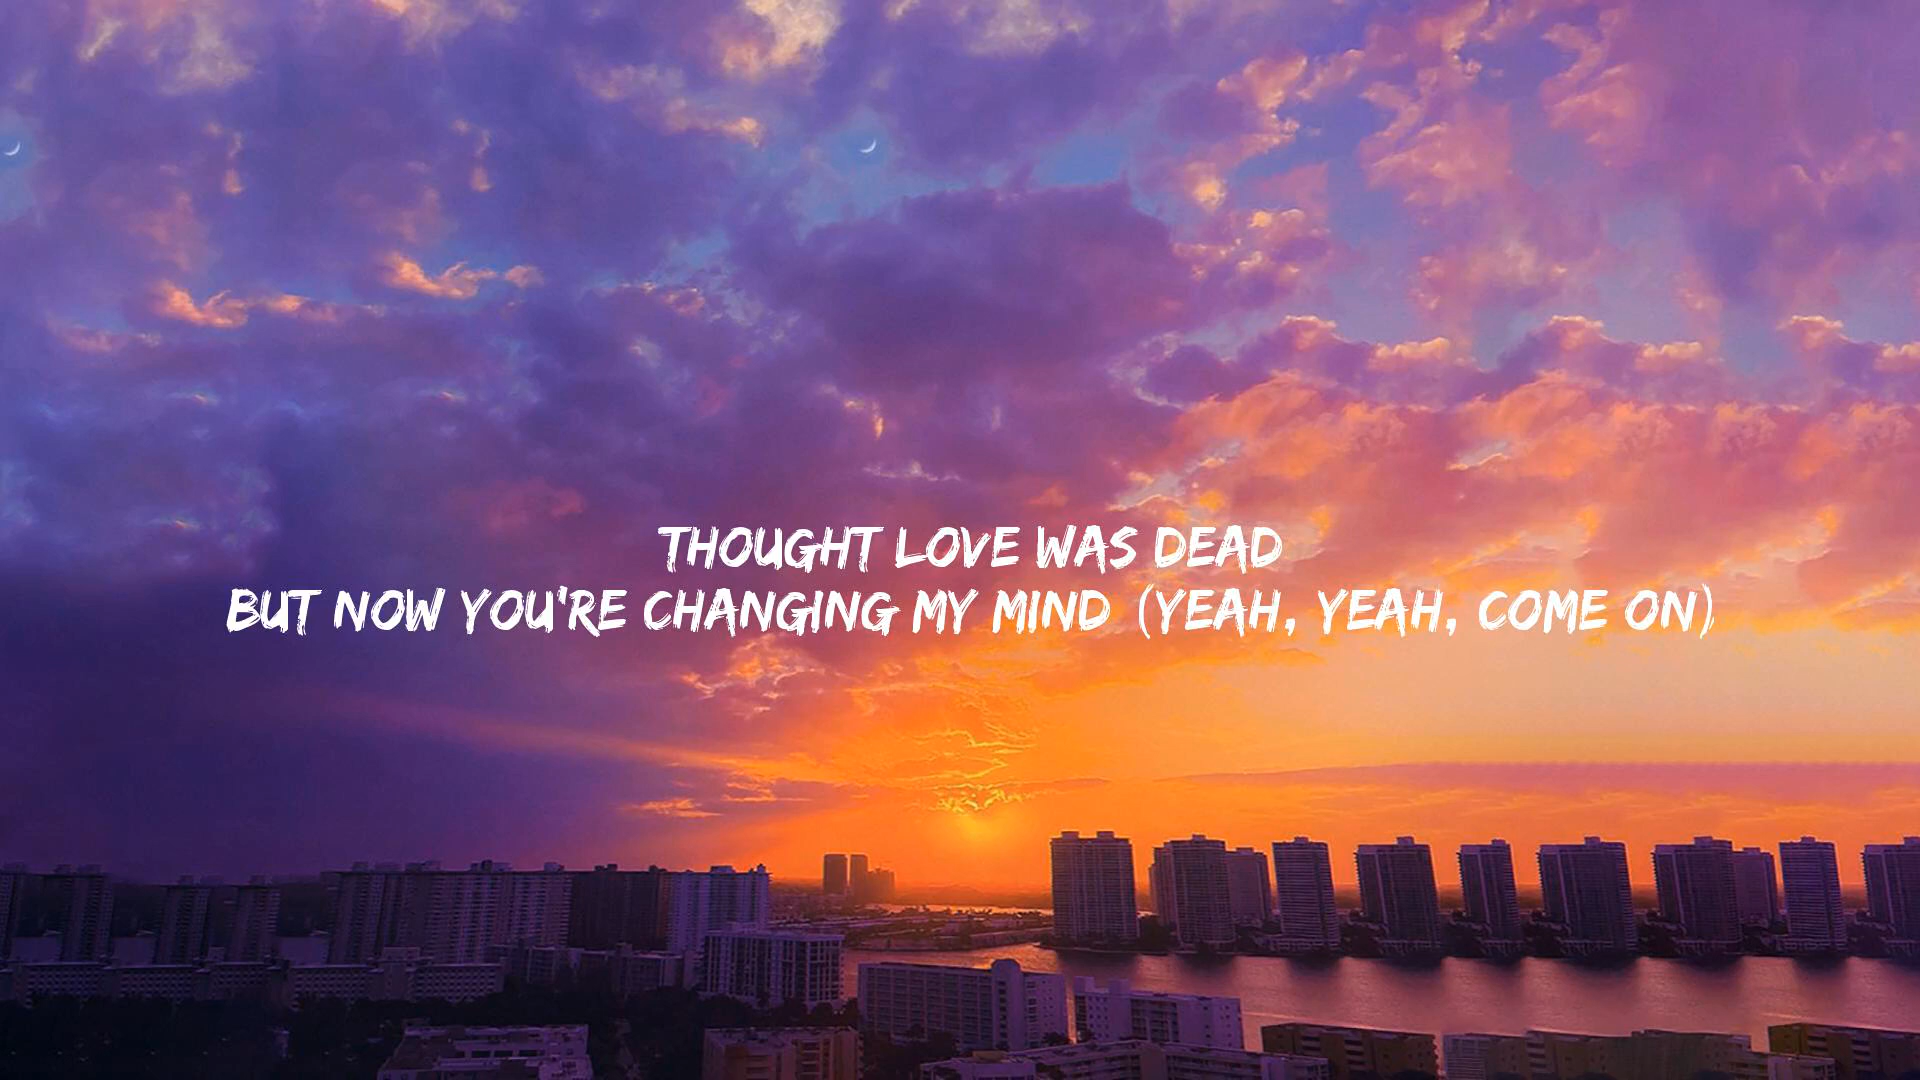 THOUGHT LOVE WAS DEAD
BUT NOW YOU'RE CHANGING MY MIND (YEAH, YEAH, COME ON)